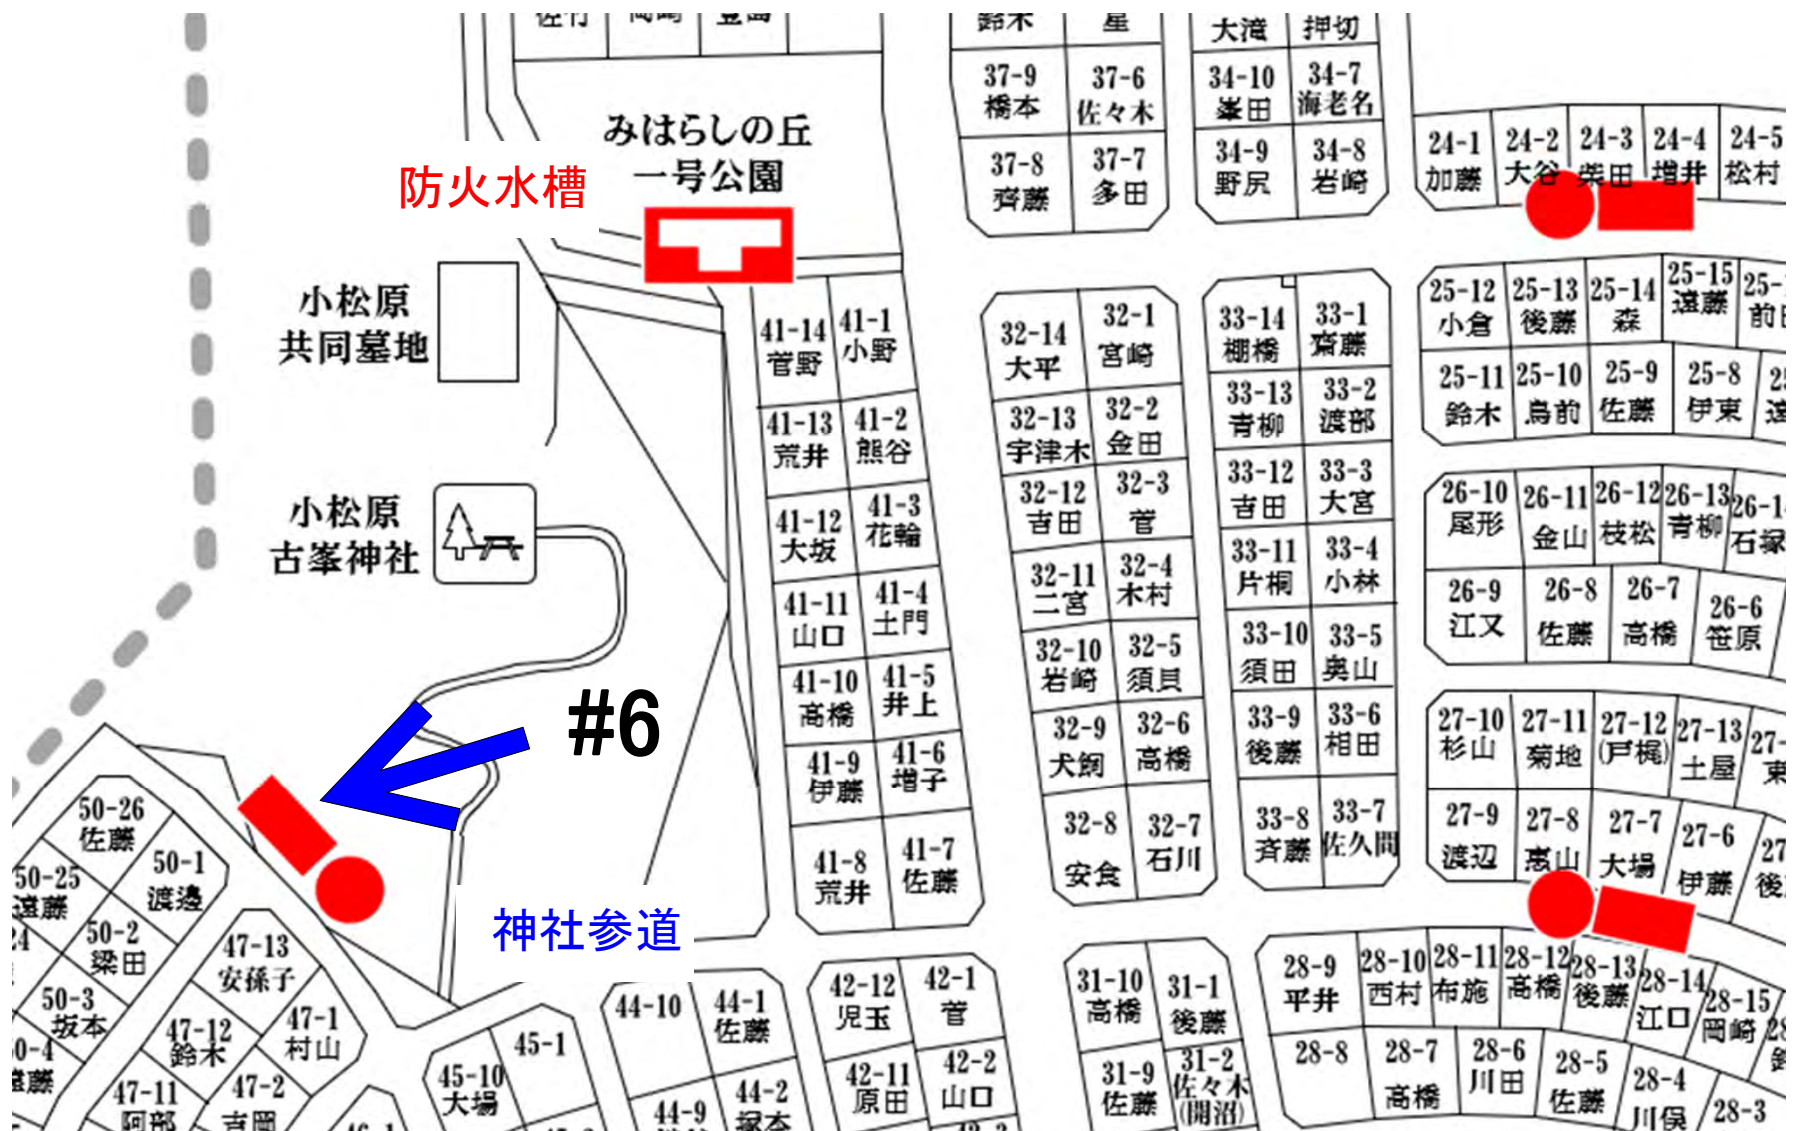 鈴木
星
大滝
押切
37-9
橋本
37-6
佐々木
34-10
峯田
34-7
海老名
みはらしの丘
一号公園
防火水槽
37-8
齊藤
37-7
多田
34-9
野尻
34-8
岩崎
24-1
加藤
24-2
大谷
24-3
柴田
24-4
増井
24-5
松村
小松原
共同墓地
41-14
菅野
41-1
小野
32-14
大平
32-1
宮崎
33-14
棚橋
33-1
齋藤
25-12
小倉
25-13
後藤
25-14
森
25-15
遠藤
41-13
荒井
41-2
熊谷
32-13
宇津木
32-2
金田
33-13
青柳
33-2
渡部
25-11
鈴木
25-10
鳥前
25-9
佐藤
25-8
伊東
小松原
古峯神社
41-12
大坂
41-3
花輪
32-12
吉田
32-3
菅
33-12
吉田
33-3
大宮
26-10
尾形
26-11
金山
26-12
枝松
26-13
青柳
石塚
41-11
山口
41-4
土門
32-11
二宮
32-4
木村
33-11
片桐
33-4
小林
26-9
江又
26-8
佐藤
26-7
高橋
26-6
笹原
41-10
高橋
41-5
井上
32-10
岩崎
32-5
須貝
33-10
須田
33-5
奥山
#6
41-9
伊藤
41-6
増子
32-9
犬飼
32-6
高橋
33-9
後藤
33-6
相田
27-10
杉山
27-11
菊地
27-12
(戸梶)
27-13
土屋
41-8
荒井
41-7
佐藤
32-8
安食
32-7
石川
33-8
斉藤
33-7
佐久間
27-9
渡辺
27-8
惠山
27-7
大場
27-6
伊藤
50-26
佐藤
50-1
渡邉
50-25
遠藤
50-2
梁田
50-3
坂本
神社参道
47-13
安孫子
47-12
鈴木
47-1
村山
47-11
阿部
47-2
吉岡
45-10
大場
45-1
44-10
44-1
佐藤
44-9
44-2
塚本
42-12
児玉
42-1
菅
42-11
原田
42-2
山口
31-10
高橋
31-1
後藤
31-9
佐藤
31-2
佐々木
(開沼)
28-9
平井
28-10
西村
28-11
布施
28-12
高橋
28-13
後藤
28-14
江口
28-15
岡崎
28-8
28-7
高橋
28-6
川田
28-5
佐藤
28-4
川俣
28-3